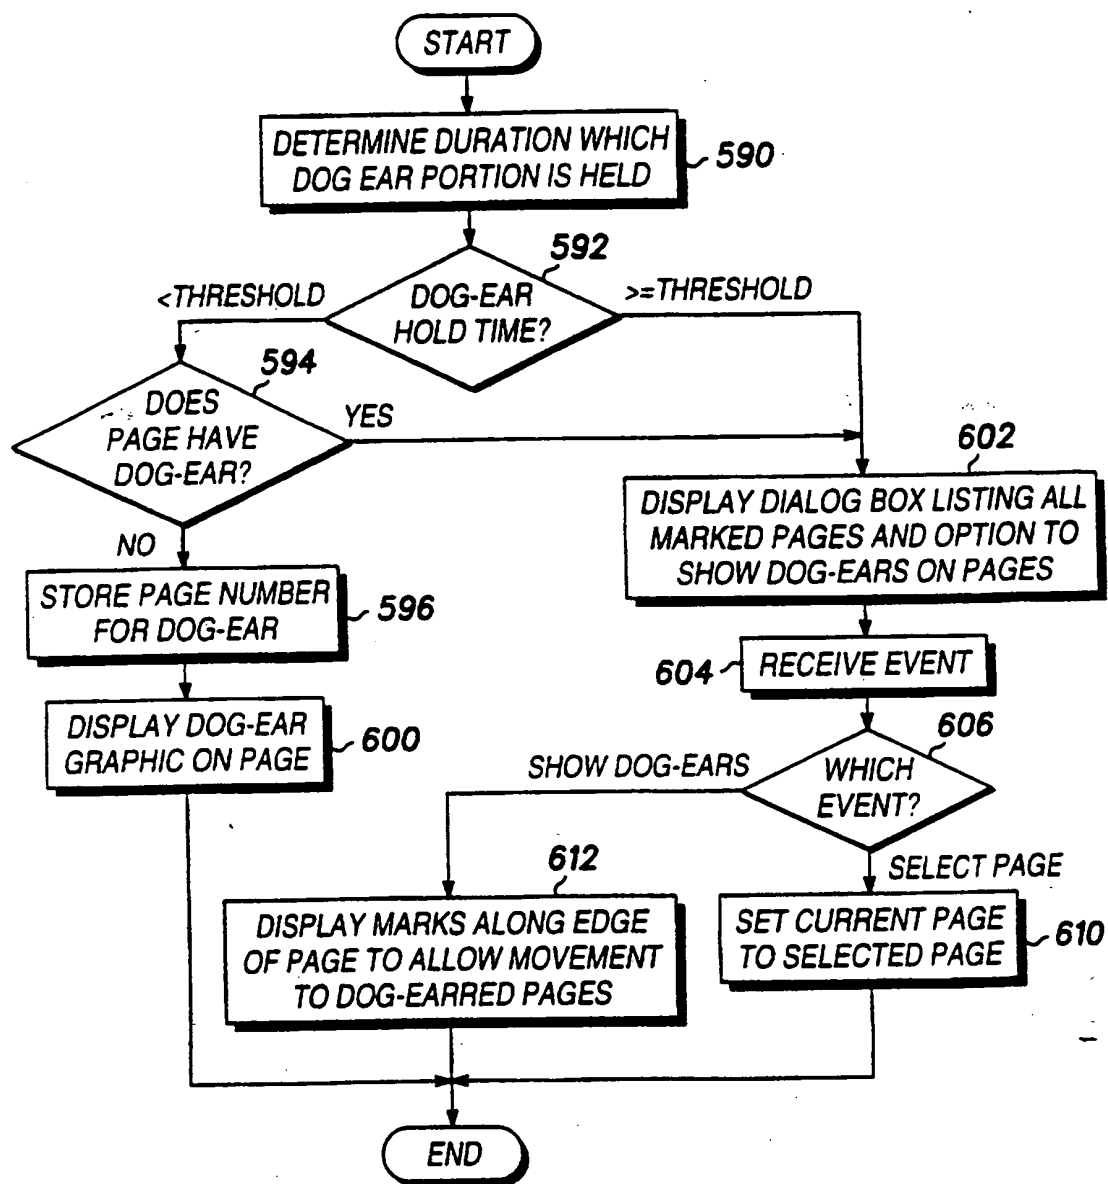 START
DETERMINE DURATION WHICH
DOG EAR PORTION IS HELD
590
592
<THRESHOLD
DOG-EAR
HOLD TIME?
>=THRESHOLD
594
DOES
PAGE HAVE
DOG-EAR?
YES
NO
602
DISPLAY DIALOG BOX LISTING ALL
MARKED PAGES AND OPTION TO
SHOW DOG-EARS ON PAGES
STORE PAGE NUMBER
FOR DOG-EAR
596
604
RECEIVE EVENT
DISPLAY DOG-EAR
GRAPHIC ON PAGE
600
606
SHOW DOG-EARS
WHICH
EVENT?
SELECT PAGE
612
DISPLAY MARKS ALONG EDGE
OF PAGE TO ALLOW MOVEMENT
TO DOG-EARRED PAGES
SET CURRENT PAGE
TO SELECTED PAGE
610
END